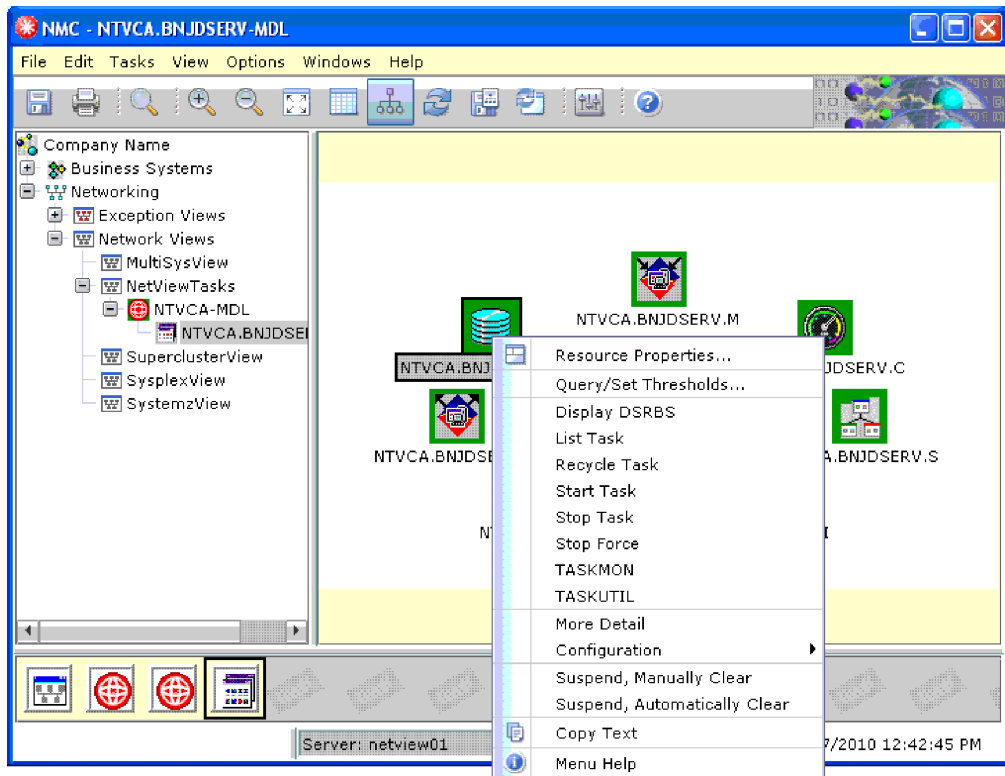 NMC - NTVCA.BNJDSERV-MDL
File Edit Tasks View Options Windows Help
Company Name
Business Systems
Networking
Exception Views
Network Views
MultiSysView
NetViewTasks
NTVCA-MDL
NTVCA.BNJDSE
SuperclusterView
SysplexView
SystemzView
NTVCA.BNJDSERV.M
NTVCA.BNJ
JDSERV.C
NTVCA.BNJDSE
A.BNJDSERV.S
Resource Properties...
Query/Set Thresholds...
Display DSRBS
List Task
Recycle Task
Start Task
Stop Task
Stop Force
TASKMON
TASKUTIL
More Detail
Configuration
Suspend, Manually Clear
Suspend, Automatically Clear
Copy Text
Menu Help
Server: netview01
7/2010 12:42:45 PM